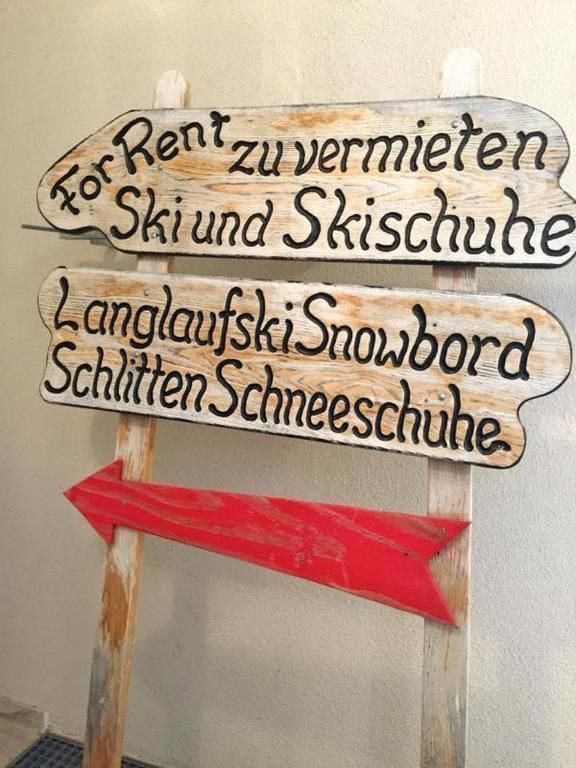 For Rent zu vermieten
Ski und Skischuhe
Langlaufski Snowbord
Schlitten Schneeschuhe